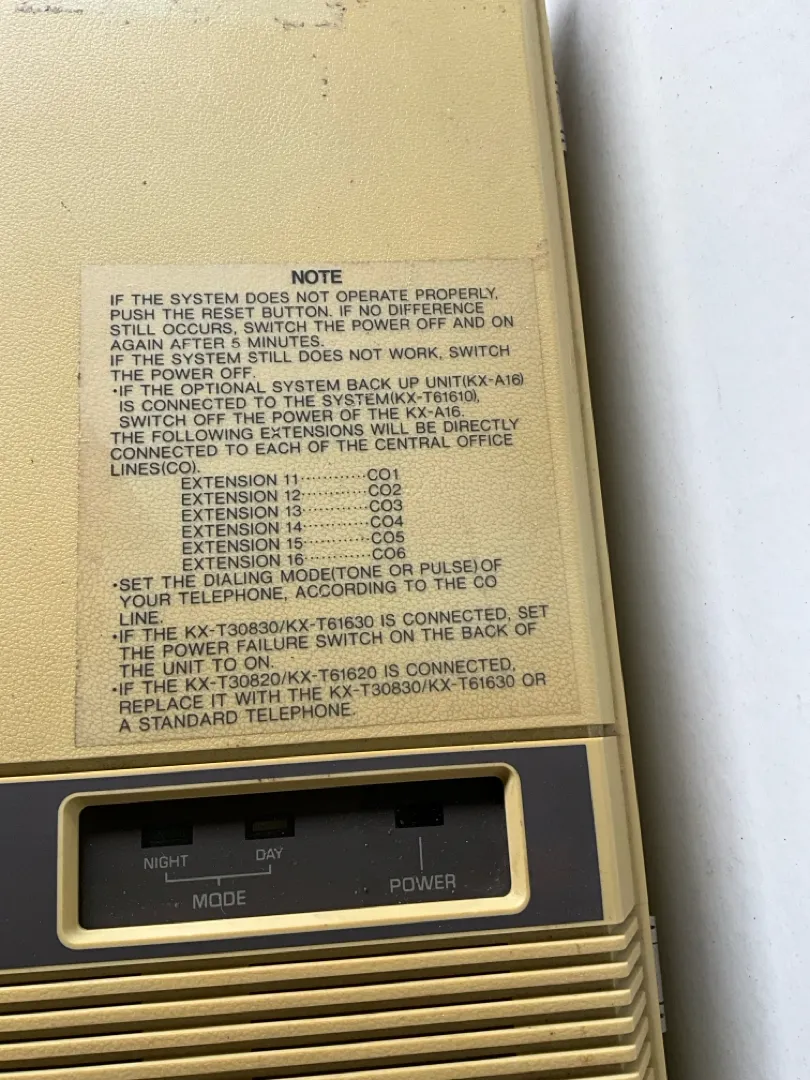 NOTE
IF THE SYSTEM DOES NOT OPERATE PROPERLY,
PUSH THE RESET BUTTON. IF NO DIFFERENCE
STILL OCCURS, SWITCH THE POWER OFF AND ON
AGAIN AFTER 5 MINUTES.
IF THE SYSTEM STILL DOES NOT WORK, SWITCH
THE POWER OFF.
·IF THE OPTIONAL SYSTEM BACK UP UNIT(KX-A16)
IS CONNECTED TO THE SYSTEM(KX-T61610),
SWITCH OFF THE POWER OF THE KX-A16.
THE FOLLOWING EXTENSIONS WILL BE DIRECTLY
CONNECTED TO EACH OF THE CENTRAL OFFICE
LINES(CO).
EXTENSION 11············CO1
EXTENSION 12············CO2
EXTENSION 13············CO3
EXTENSION 14············CO4
EXTENSION 15············CO5
EXTENSION 16············CO6
·SET THE DIALING MODE(TONE OR PULSE)OF
YOUR TELEPHONE, ACCORDING TO THE CO
LINE.
·IF THE KX-T30830/KX-T61630 IS CONNECTED, SET
THE POWER FAILURE SWITCH ON THE BACK OF
THE UNIT TO ON.
·IF THE KX-T30820/KX-T61620 IS CONNECTED,
REPLACE IT WITH THE KX-T30830/KX-T61630 OR
A STANDARD TELEPHONE.
NIGHT DAY
MODE
POWER